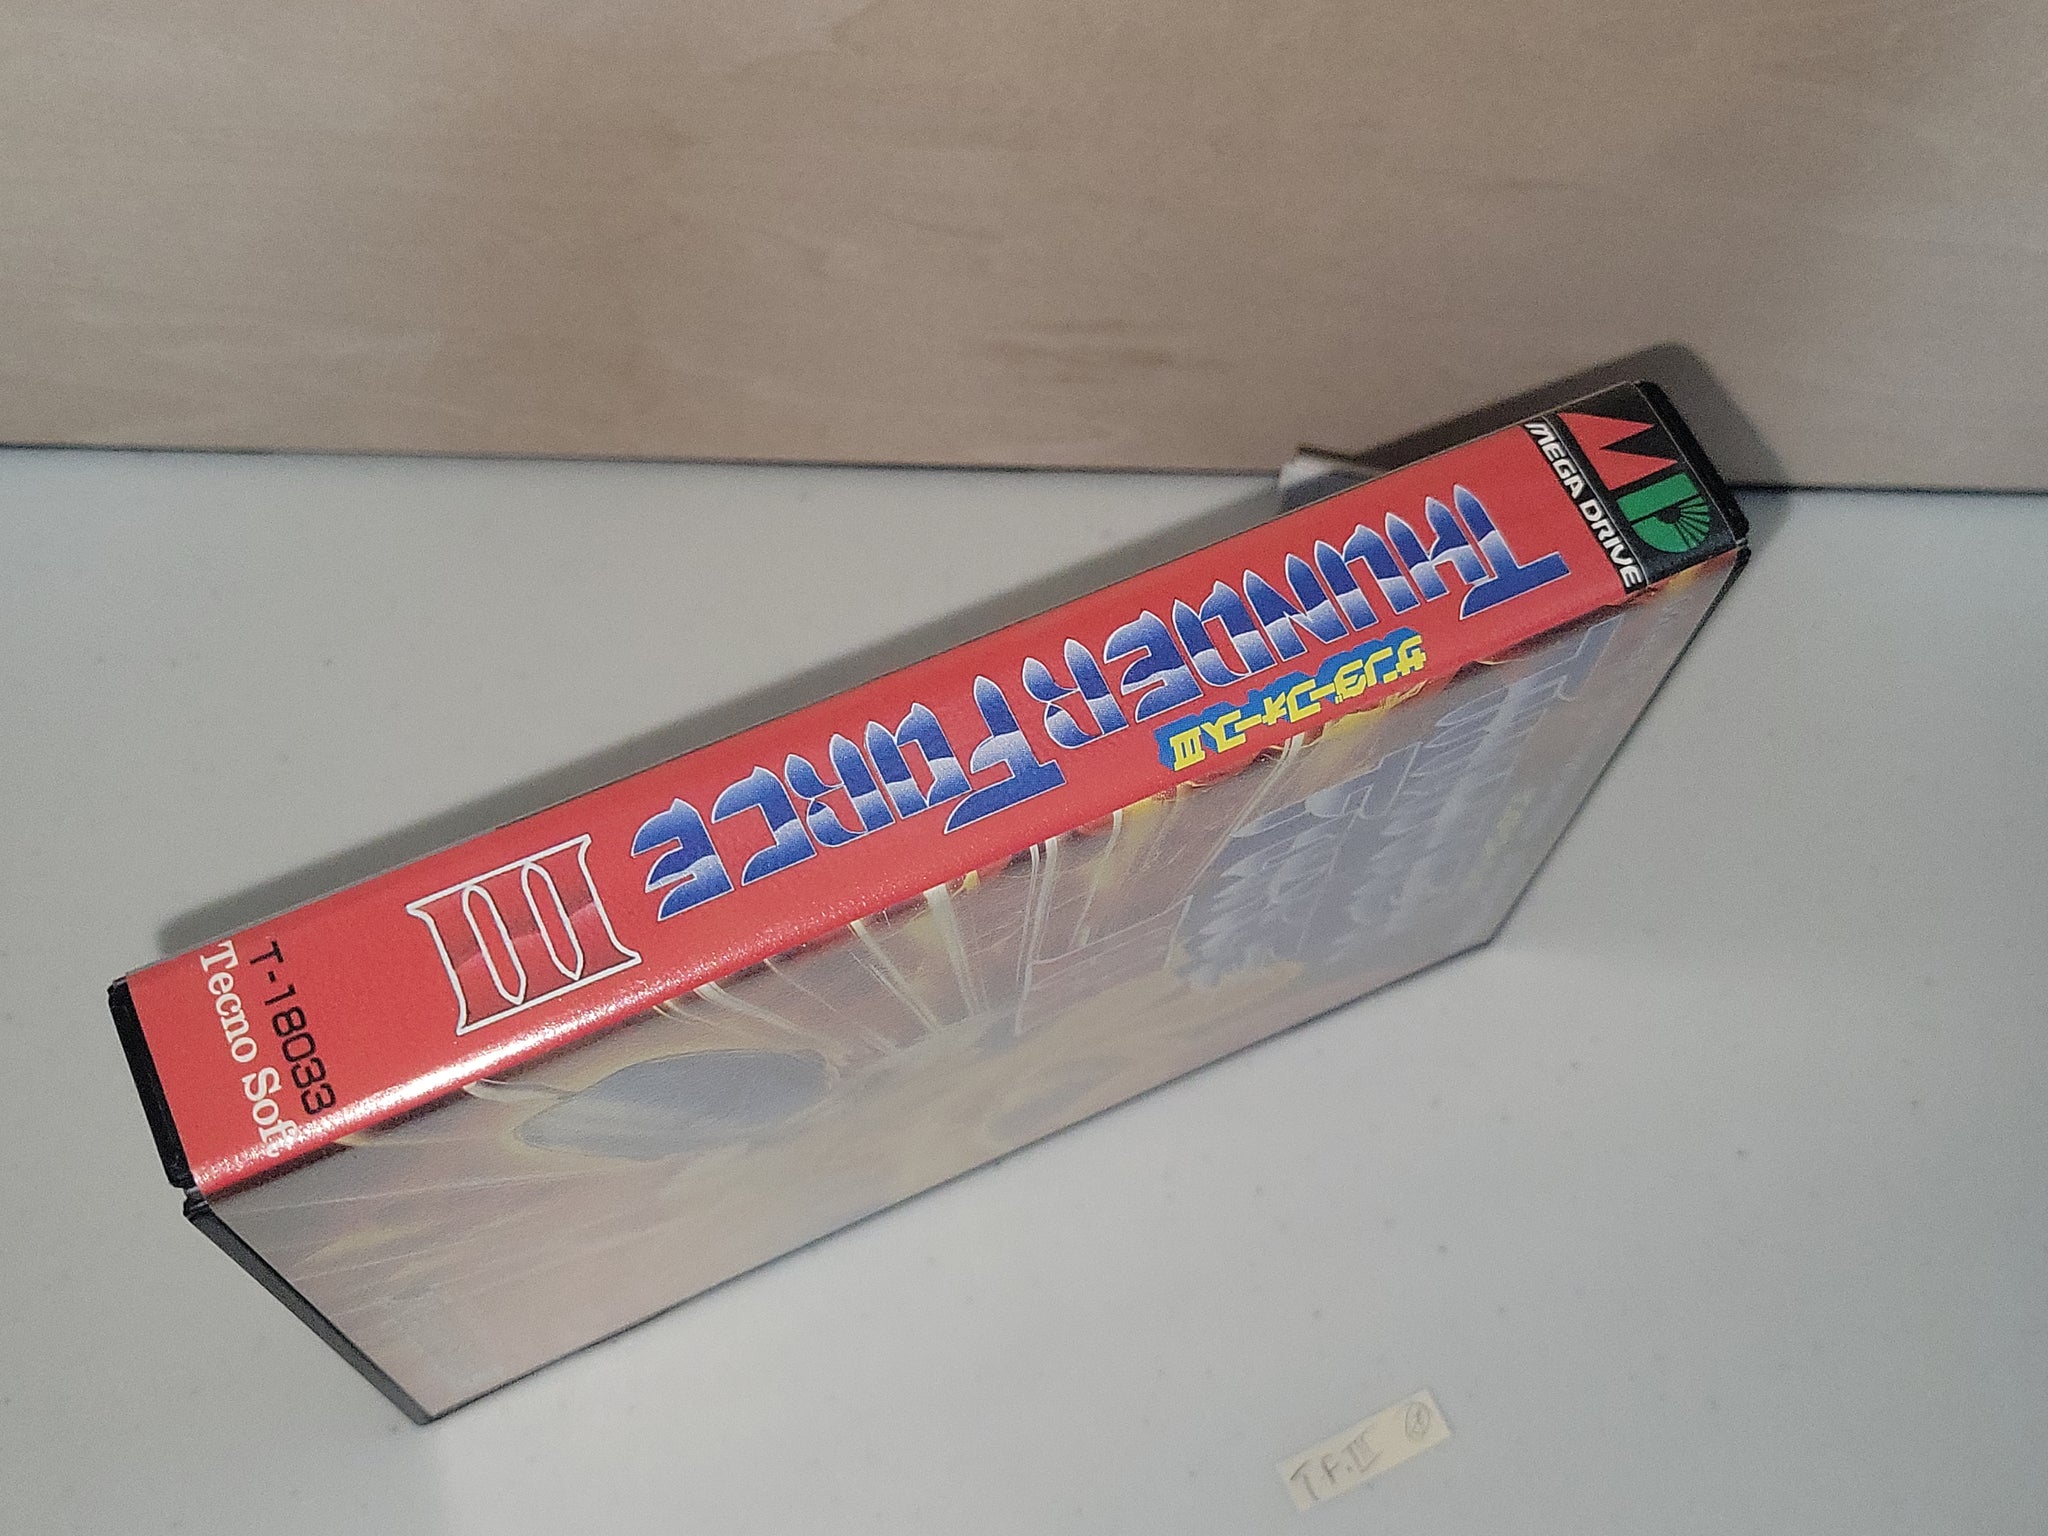 MD
MEGA DRIVE
THUNDER FORCE III
サンダーフォースIII
T-18033
Tecno Soft
T F.III